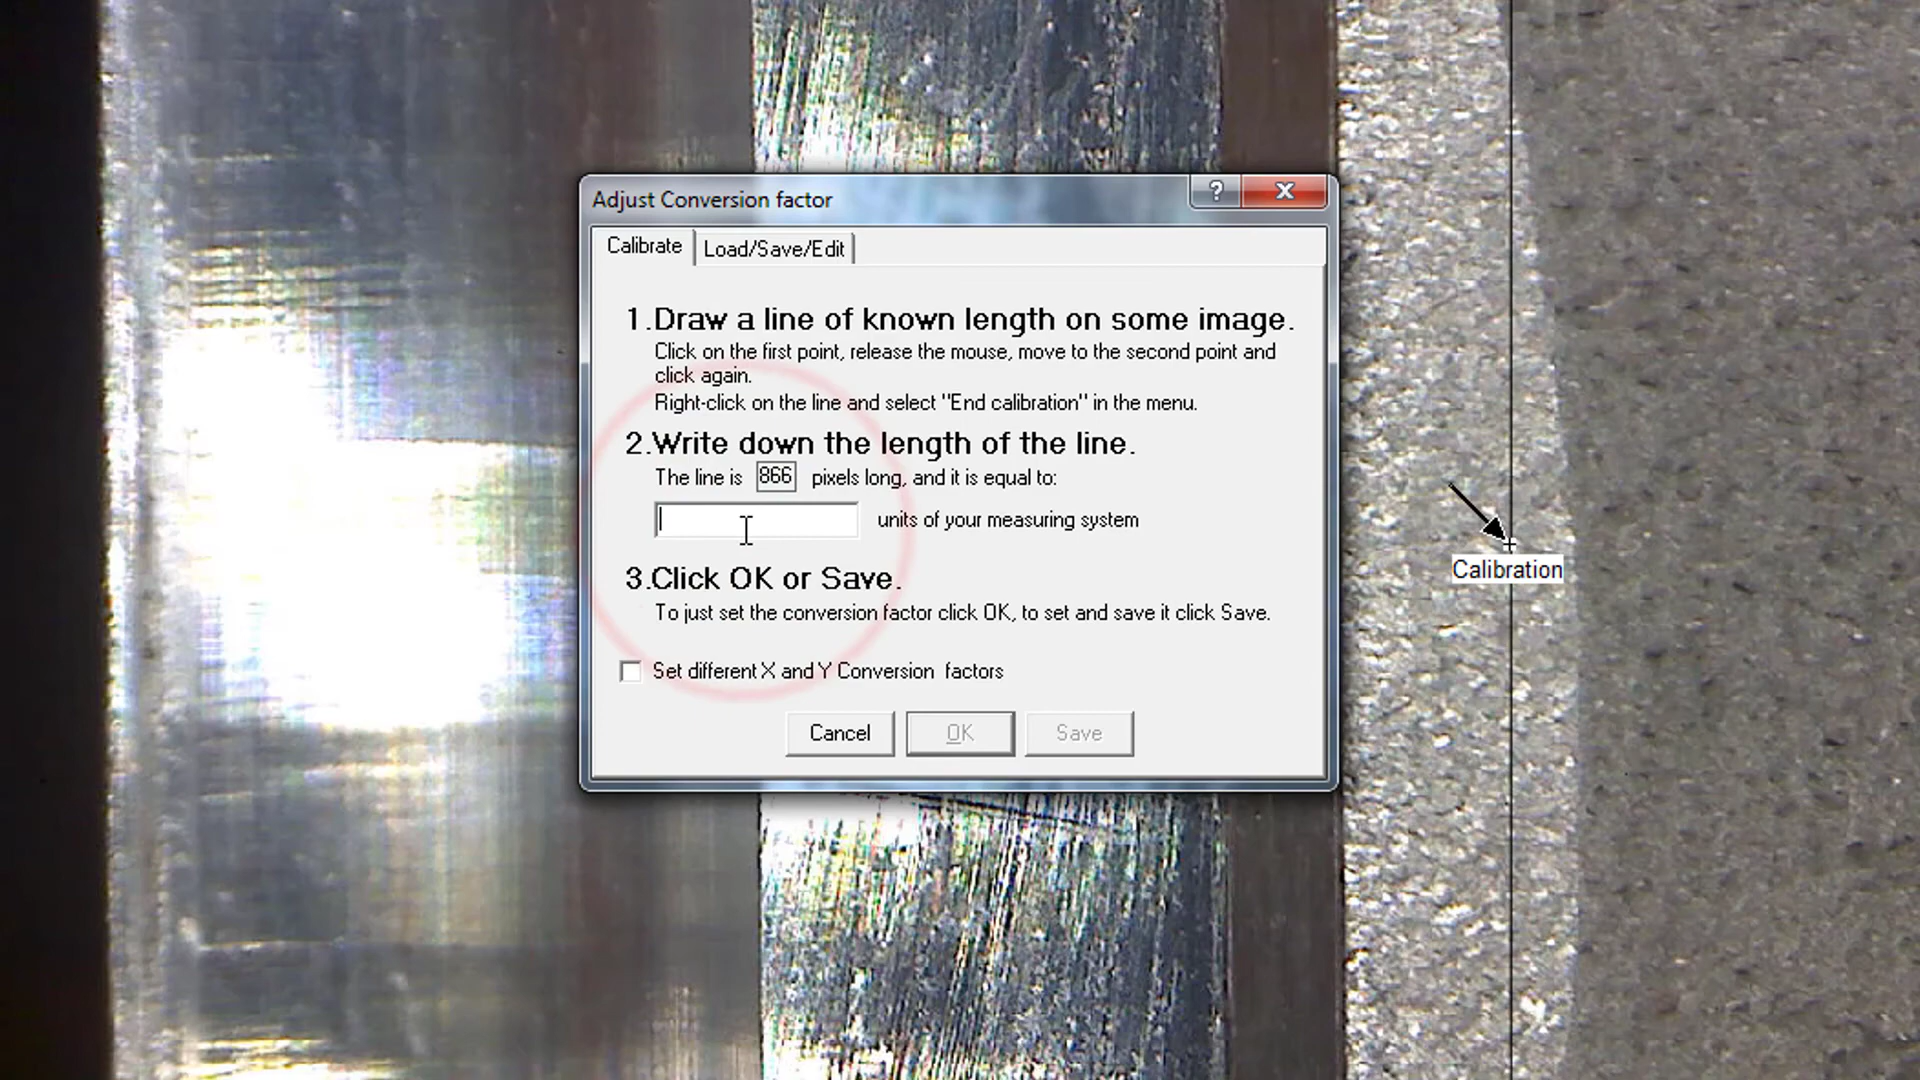 Adjust Conversion factor
?
X
Calibrate
Load/Save/Edit
1.Draw a line of known length on some image.
Click on the first point, release the mouse, move to the second point and
click again.
Right-click on the line and select "End calibration" in the menu.
2.Write down the length of the line.
The line is 866 pixels long, and it is equal to:
units of your measuring system
3.Click OK or Save.
To just set the conversion factor click OK, to set and save it click Save.
Set different X and Y Conversion factors
Cancel
OK
Save
Calibration